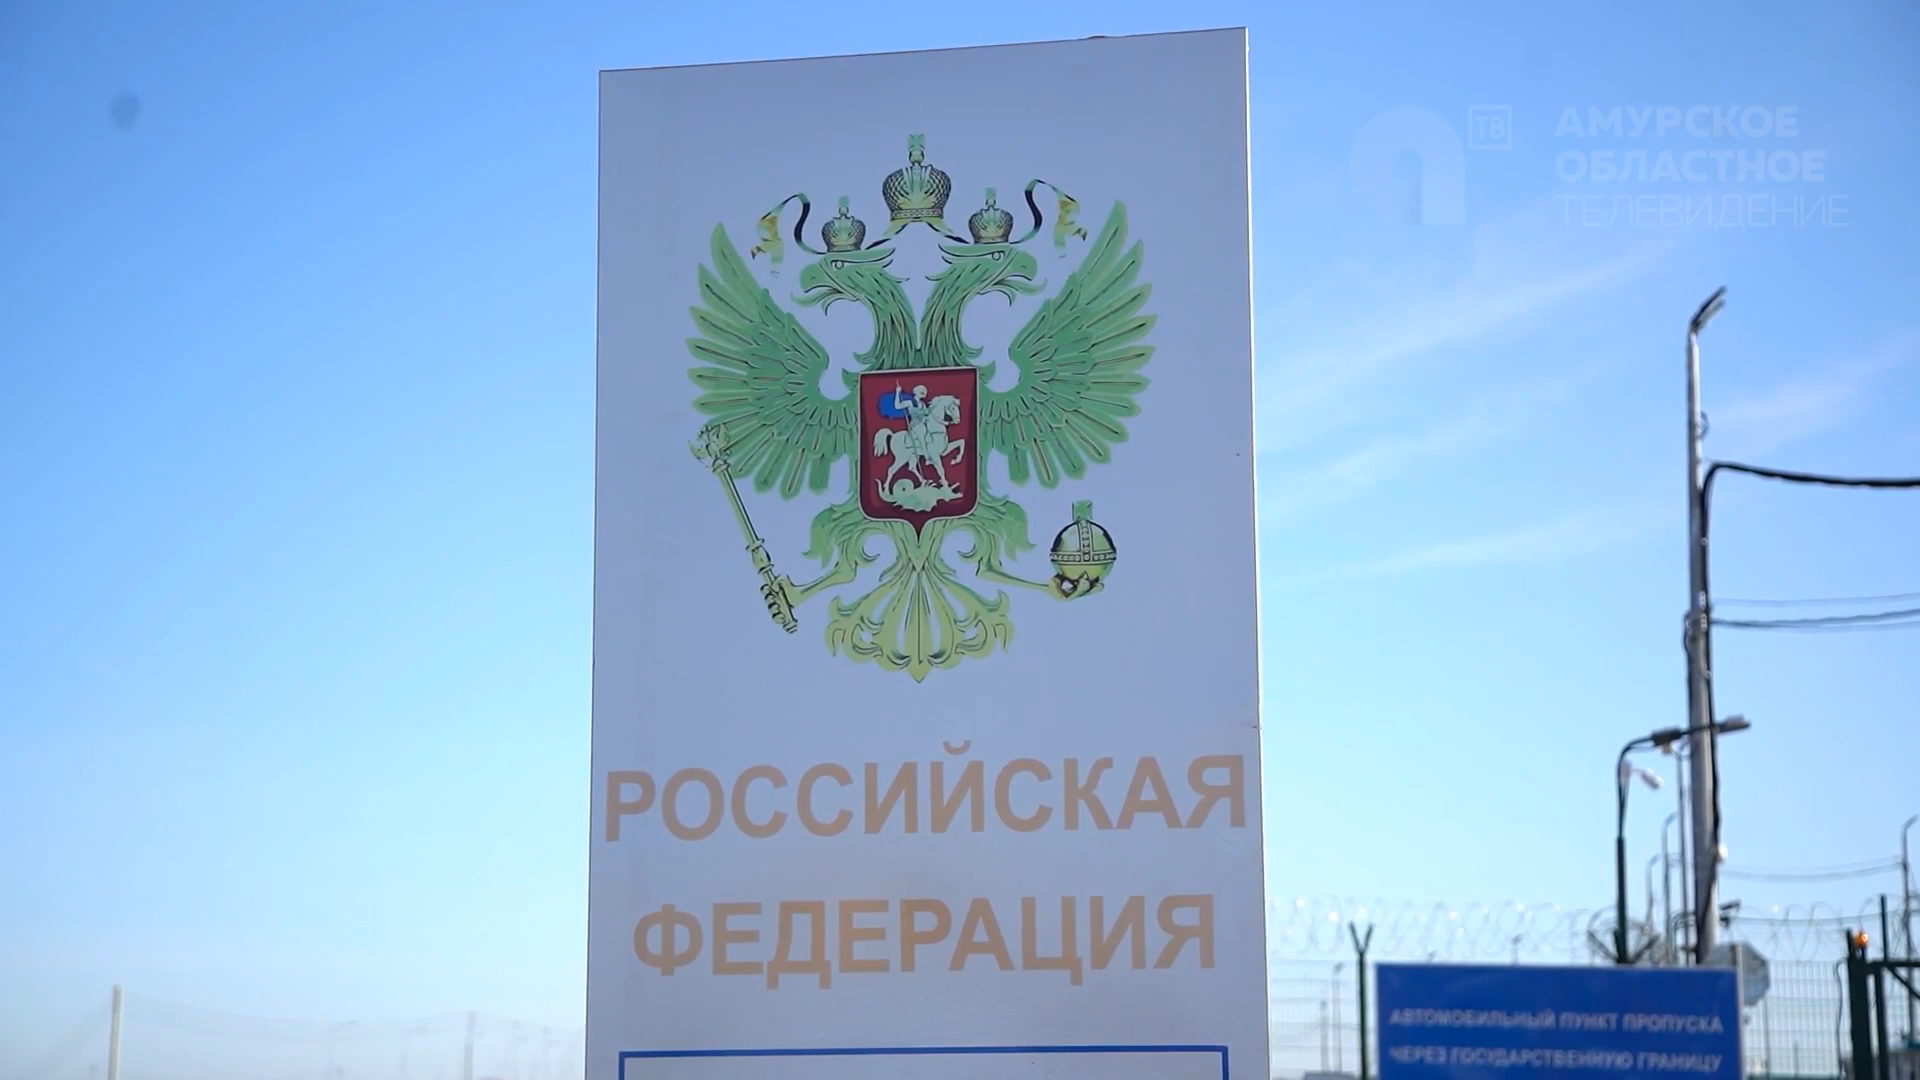 ТВ
АМУРСКОЕ
ОБЛАСТНОЕ
ТЕЛЕВИДЕНИЕ
РОССИЙСКАЯ
ФЕДЕРАЦИЯ
АВТОМОБИЛЬНЫЙ ПУНКТ ПРОПУСКА
ЧЕРЕЗ ГОСУДАРСТВЕННУЮ ГРАНИЦУ